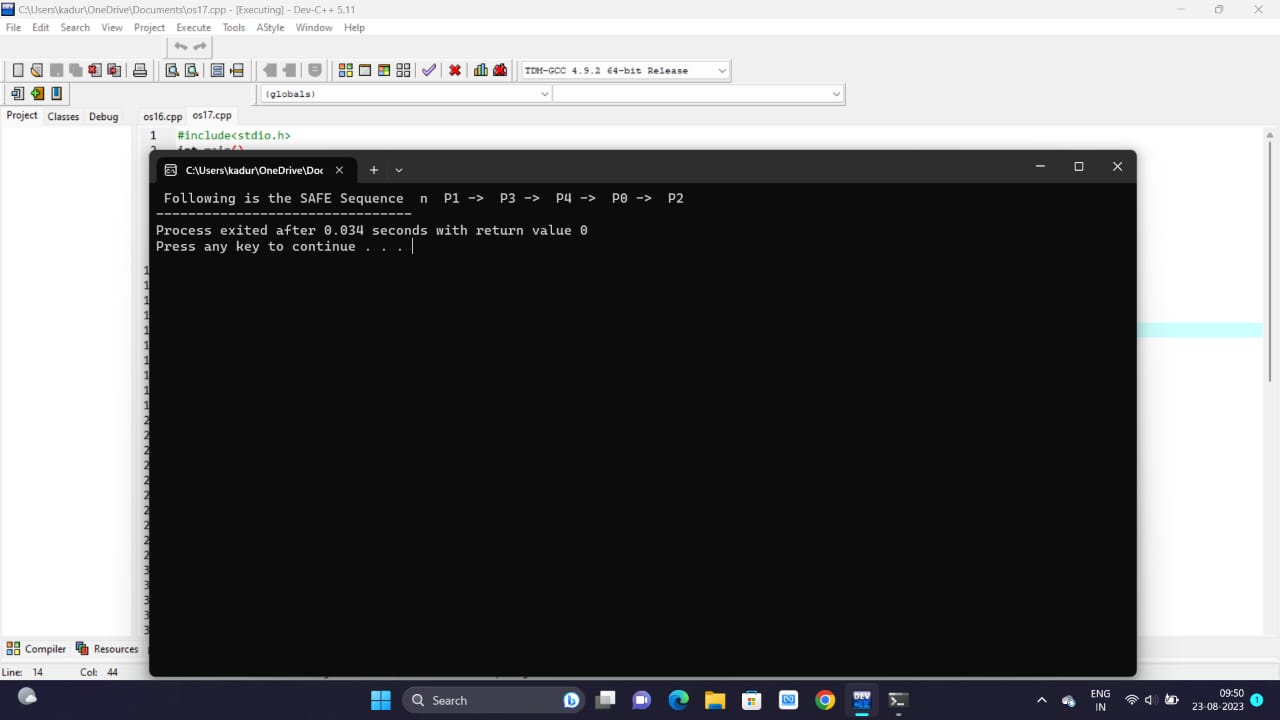 C:\Users\kadur\OneDrive\Documents\os17.cpp - [Executing] - Dev-C++ 5.11
File Edit Search View Project Execute Tools AStyle Window Help
TDM-GCC 4.9.2 64-bit Release
(globals)
Project Classes Debug os16.cpp os17.cpp
1 #include<stdio.h>
C:\Users\kadur\OneDrive\Doc
Following is the SAFE Sequence n P1 -> P3 -> P4 -> P0 -> P2
--------------------------------
Process exited after 0.034 seconds with return value 0
Press any key to continue . . .
Compiler Resources
Line: 14 Col: 44
Search
DEV
ENG
IN
09:50
23-08-2023
1